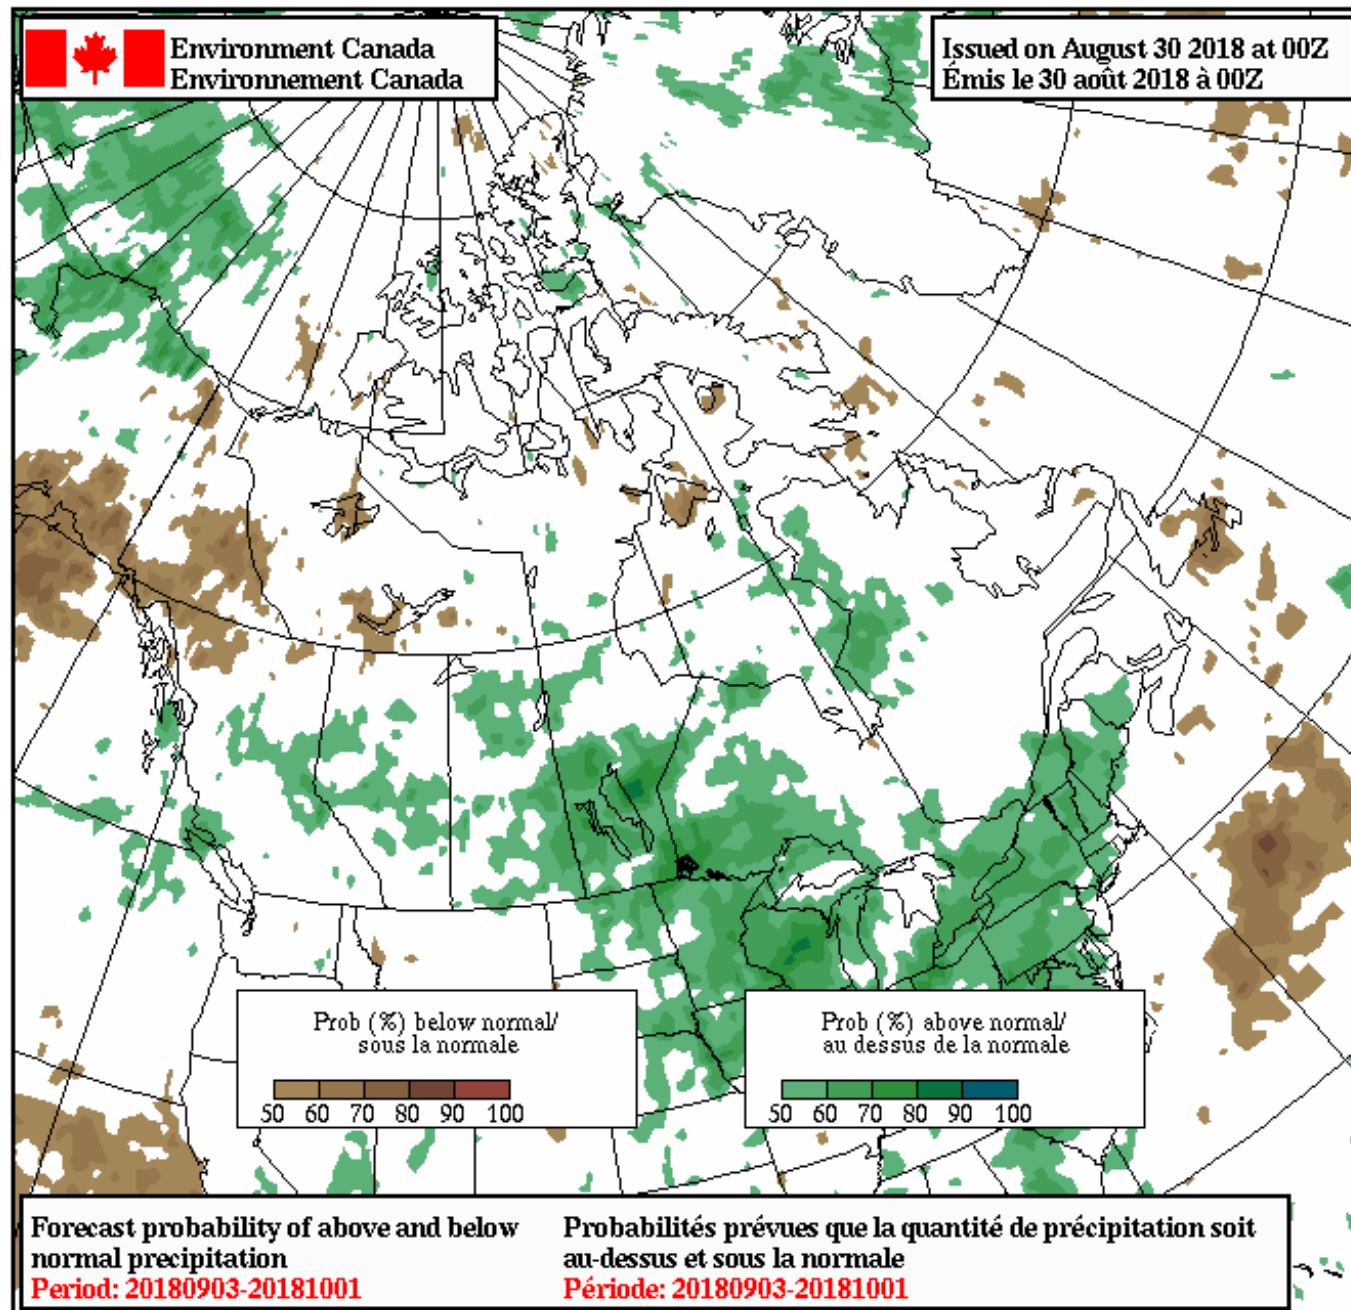 Environment Canada
Environnement Canada
Issued on August 30 2018 at 00Z
Émis le 30 août 2018 à 00Z
Prob (%) below normal/
sous la normale
50 60 70 80 90 100
Prob (%) above normal/
au dessus de la normale
50 60 70 80 90 100
Forecast probability of above and below
normal precipitation
Period: 20180903-20181001
Probabilités prévues que la quantité de précipitation soit
au-dessus et sous la normale
Période: 20180903-20181001